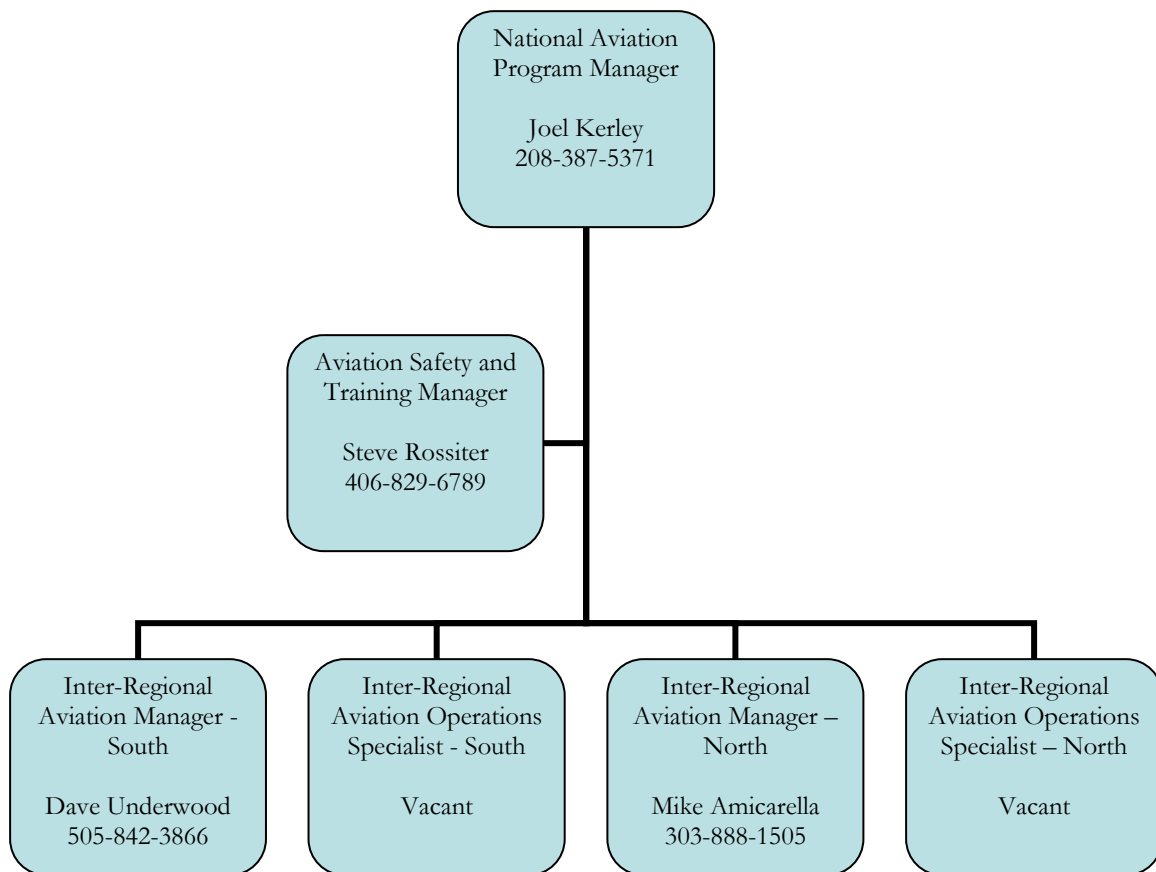 National Aviation
Program Manager
Joel Kerley
208-387-5371
Aviation Safety and
Training Manager
Steve Rossiter
406-829-6789
Inter-Regional
Aviation Manager -
South
Dave Underwood
505-842-3866
Inter-Regional
Aviation Operations
Specialist - South
Vacant
Inter-Regional
Aviation Manager –
North
Mike Amicarella
303-888-1505
Inter-Regional
Aviation Operations
Specialist – North
Vacant